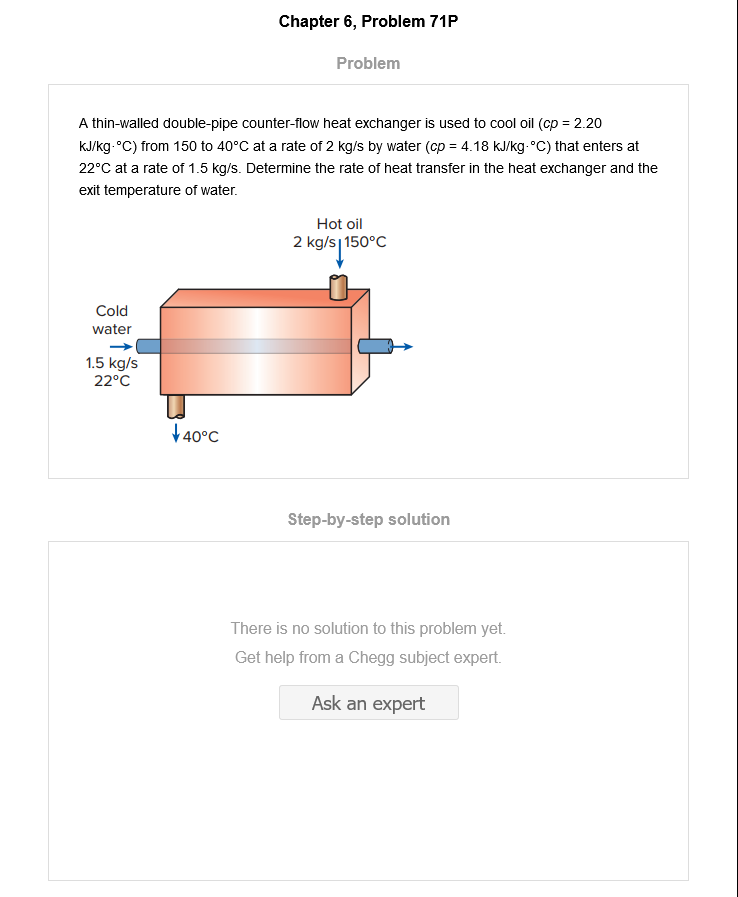 Chapter 6, Problem 71P
Problem
A thin-walled double-pipe counter-flow heat exchanger is used to cool oil (cp = 2.20
kJ/kg·°C) from 150 to 40°C at a rate of 2 kg/s by water (cp = 4.18 kJ/kg·°C) that enters at
22°C at a rate of 1.5 kg/s. Determine the rate of heat transfer in the heat exchanger and the
exit temperature of water.
Hot oil
2 kg/s 150°C
Cold
water
1.5 kg/s
22°C
40°C
Step-by-step solution
There is no solution to this problem yet.
Get help from a Chegg subject expert.
Ask an expert